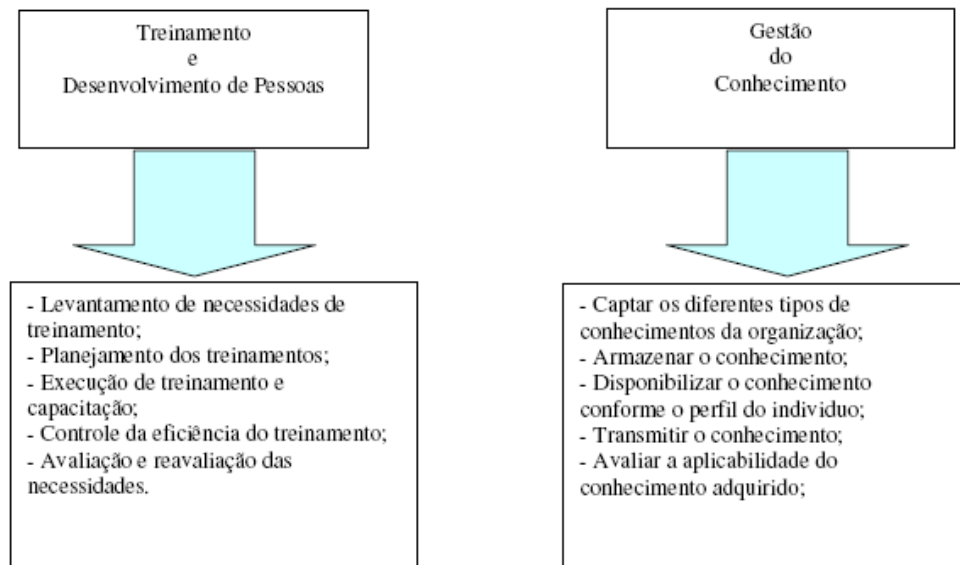 Treinamento
e
Desenvolvimento de Pessoas
Gestão
do
Conhecimento
- Levantamento de necessidades de
treinamento;
- Planejamento dos treinamentos;
- Execução de treinamento e
capacitação;
- Controle da eficiência do treinamento;
- Avaliação e reavaliação das
necessidades.
- Captar os diferentes tipos de
conhecimentos da organização;
- Armazenar o conhecimento;
- Disponibilizar o conhecimento
conforme o perfil do individuo;
- Transmitir o conhecimento;
- Avaliar a aplicabilidade do
conhecimento adquirido;